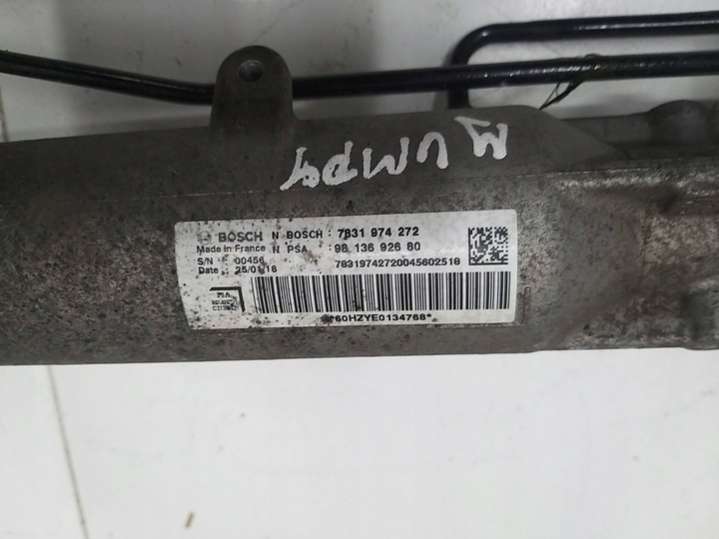 BOSCH N BOSCH : 7831 974 272
Made in France N PSA : 98 136 926 80
S/N : 00456 78319742720045602518
Date : 25/01/18
*60HZYE0134768*